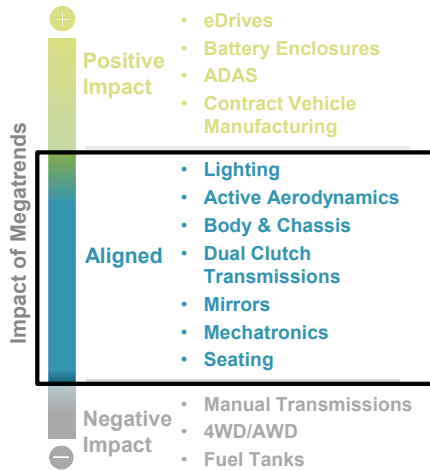 Impact of Megatrends
Positive
Impact
• eDrives
• Battery Enclosures
• ADAS
• Contract Vehicle
Manufacturing
Aligned
• Lighting
• Active Aerodynamics
• Body & Chassis
• Dual Clutch
Transmissions
• Mirrors
• Mechatronics
• Seating
Negative
Impact
• Manual Transmissions
• 4WD/AWD
• Fuel Tanks